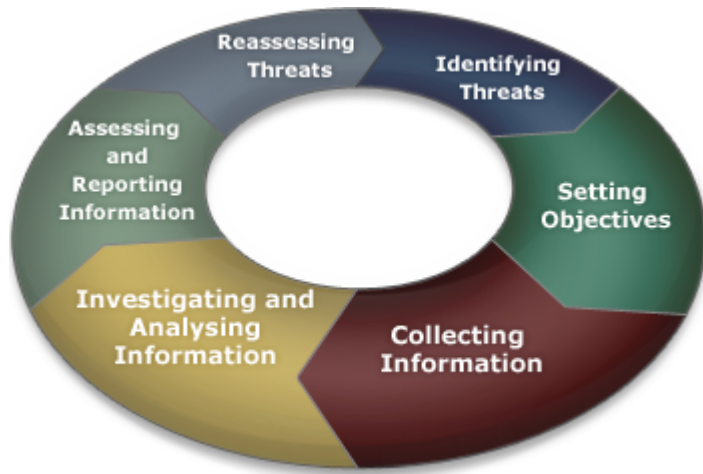 Reassessing
Threats
Identifying
Threats
Setting
Objectives
Collecting
Information
Investigating and
Analysing
Information
Assessing
and
Reporting
Information